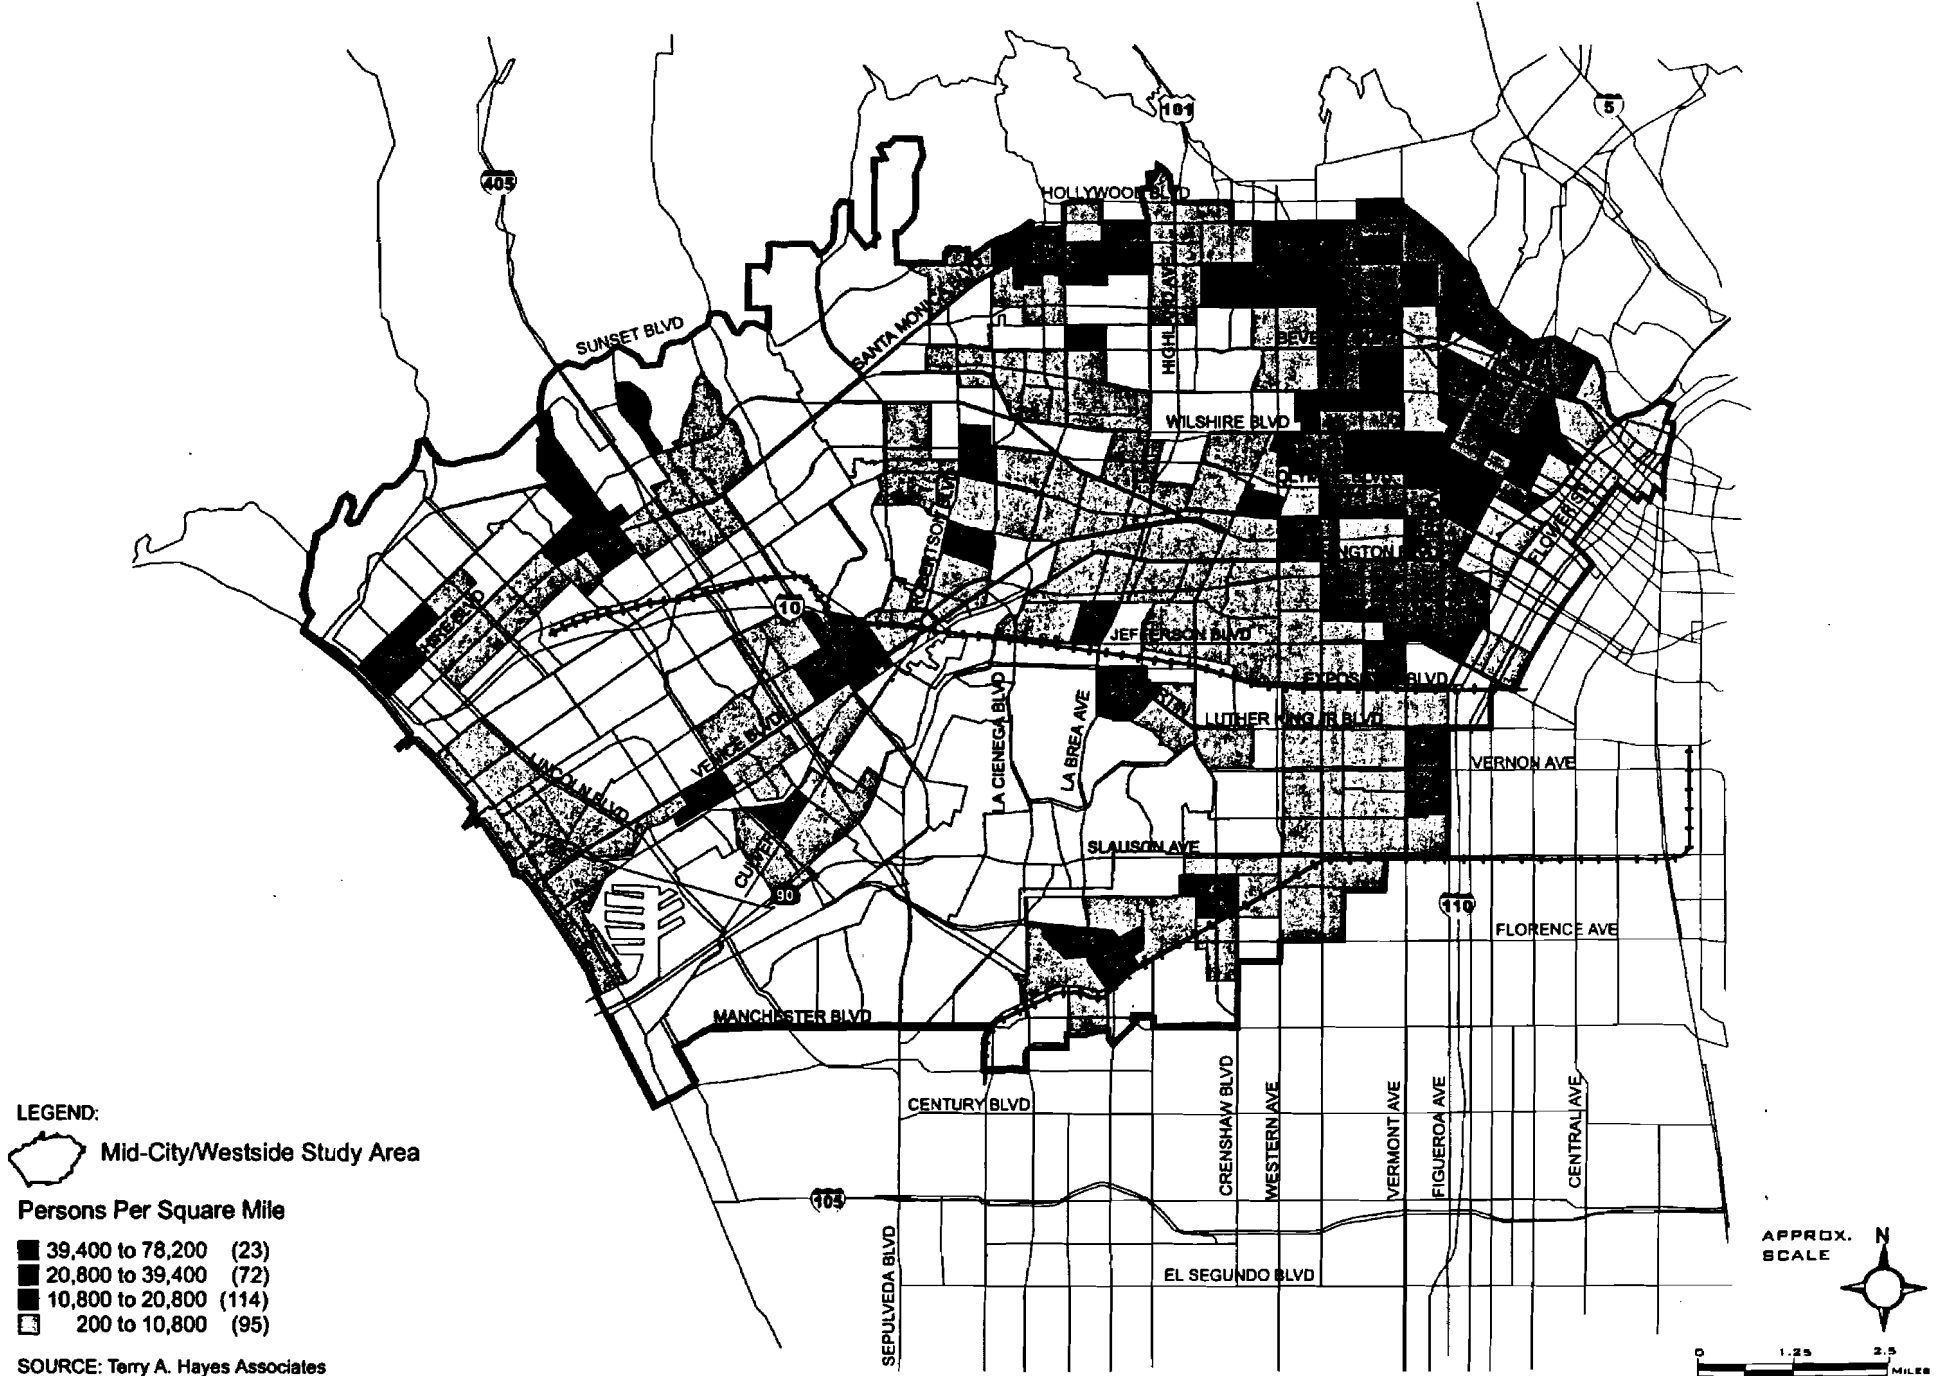 101
5
405
HOLLYWOOD BLVD
SUNSET BLVD
SANTA MONICA BLVD
HIGHLAND AVE
WILSHIRE BLVD
ROBERTSON BLVD
FLOWER ST
10
JEFFERSON BLVD
LA CIENEGA BLVD
LA BREA AVE
LUTHER KING JR BLVD
VENICE BLVD
LINCOLN BLVD
VERNON AVE
SLAUSON AVE
CULVER
90
110
FLORENCE AVE
MANCHESTER BLVD
CENTURY BLVD
CRENSHAW BLVD
WESTERN AVE
VERMONT AVE
FIGUEROA AVE
CENTRAL AVE
105
SEPULVEDA BLVD
EL SEGUNDO BLVD
LEGEND:
Mid-City/Westside Study Area
Persons Per Square Mile
39,400 to 78,200 (23)
20,800 to 39,400 (72)
10,800 to 20,800 (114)
200 to 10,800 (95)
SOURCE: Terry A. Hayes Associates
APPROX. SCALE
N
0 1.25 2.5
MILES